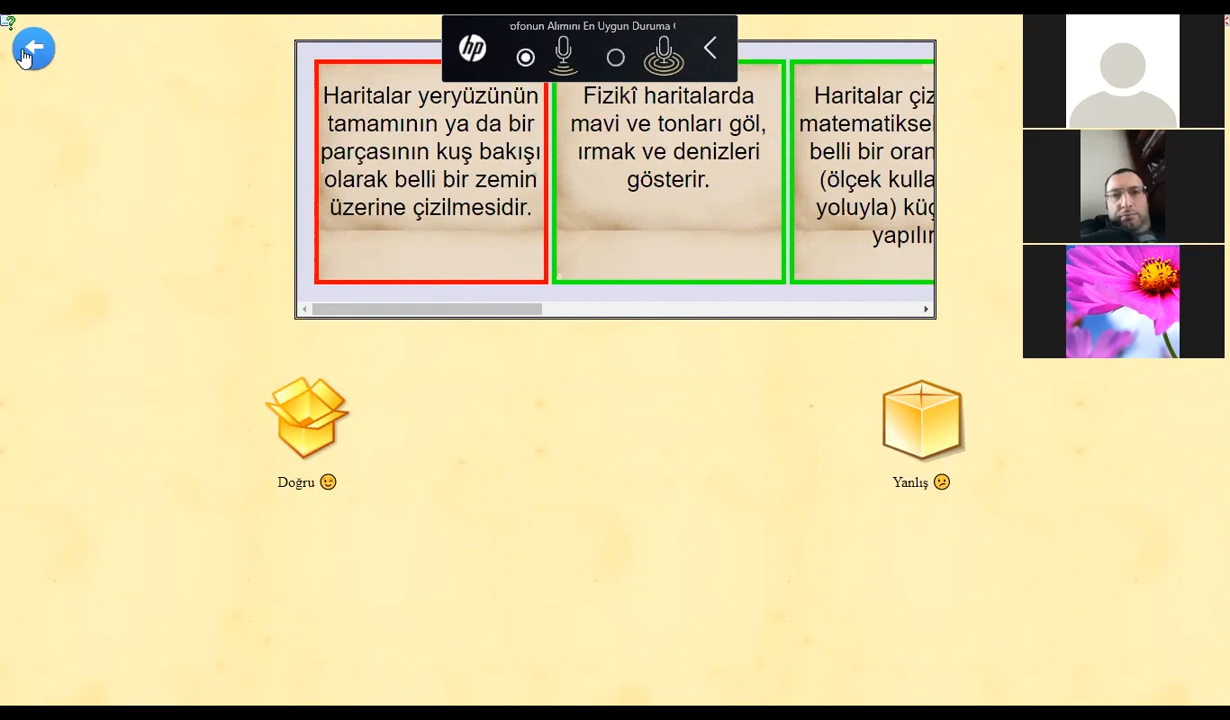 ofonun Alımını En Uygun Duruma
hp
Haritalar yeryüzünün
tamamının ya da bir
parçasının kuş bakışı
olarak belli bir zemin
üzerine çizilmesidir.
Fizikî haritalarda
mavi ve tonları göl,
ırmak ve denizleri
gösterir.
Haritalar çiz
matematiksel
belli bir oran
(ölçek kulla
yoluyla) küç
yapılır
Doğru
Yanlış